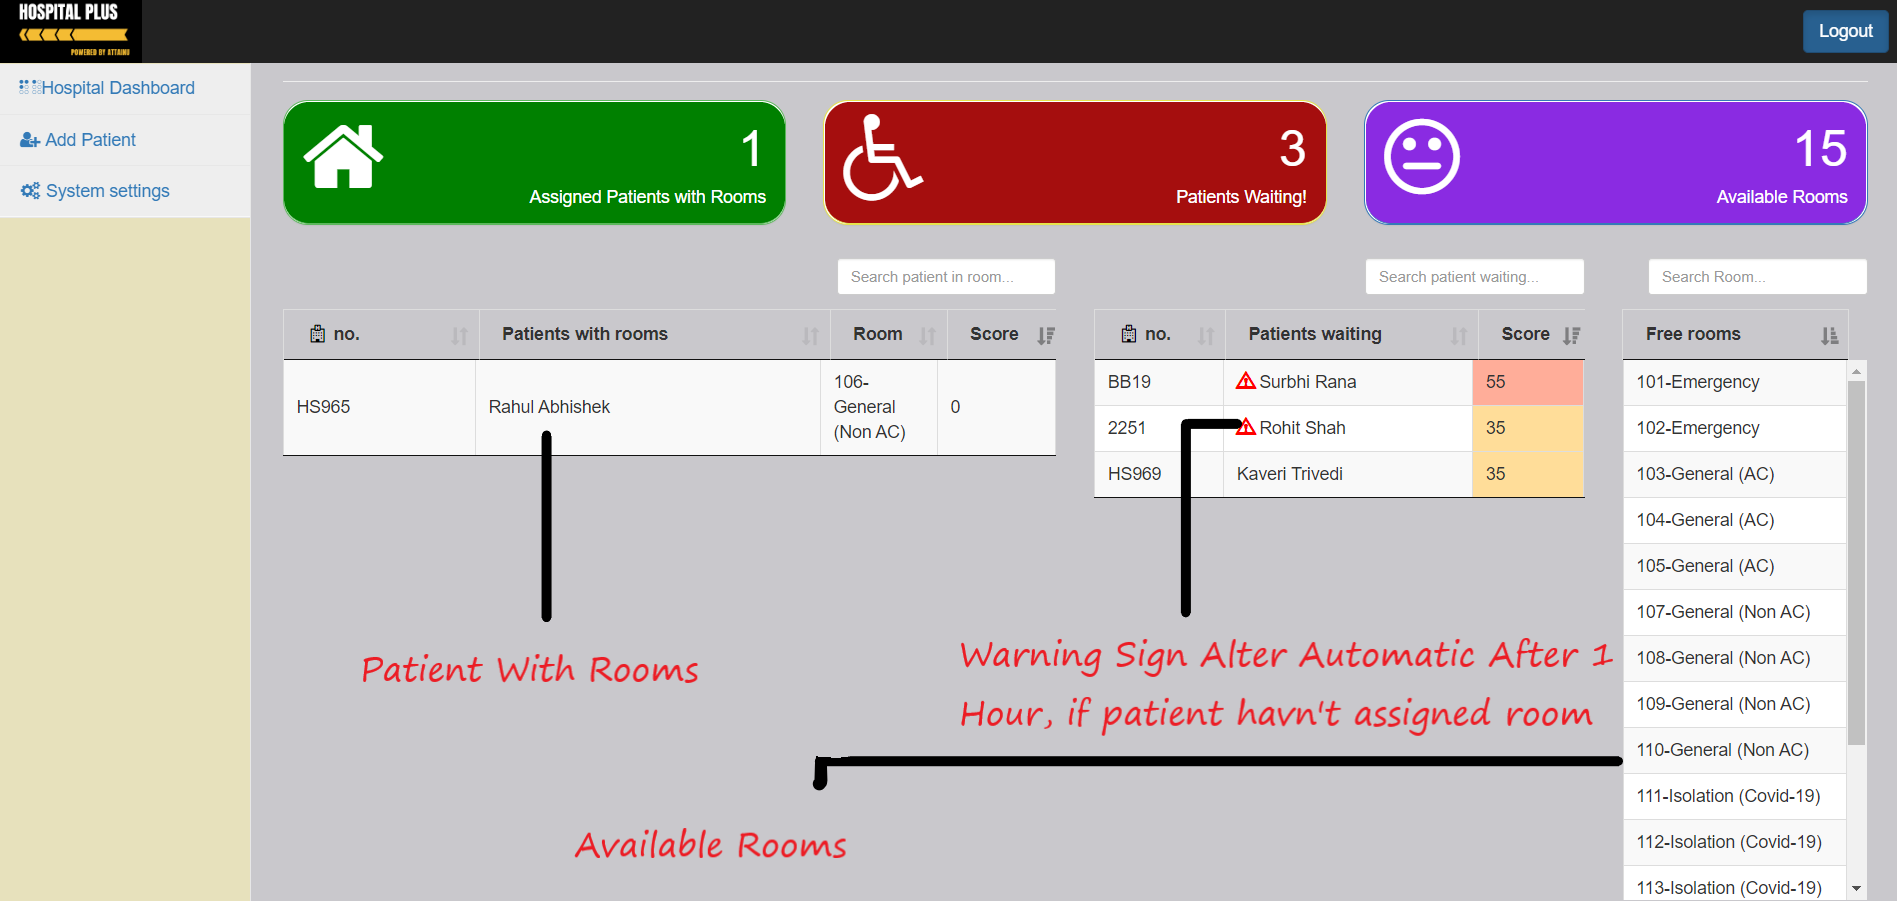 HOSPITAL PLUS
POWERED BY ATTAINU
Logout
Hospital Dashboard
Add Patient
System settings
1
Assigned Patients with Rooms
3
Patients Waiting!
15
Available Rooms
Search patient in room...
Search patient waiting...
Search Room...
no. Patients with rooms Room Score
HS965 Rahul Abhishek 106-General (Non AC) 0
no. Patients waiting Score
BB19 Surbhi Rana 55
2251 Rohit Shah 35
HS969 Kaveri Trivedi 35
Free rooms
101-Emergency
102-Emergency
103-General (AC)
104-General (AC)
105-General (AC)
107-General (Non AC)
108-General (Non AC)
109-General (Non AC)
110-General (Non AC)
111-Isolation (Covid-19)
112-Isolation (Covid-19)
113-Isolation (Covid-19)
Patient With Rooms
Warning Sign Alter Automatic After 1
Hour, if patient havn't assigned room
Available Rooms